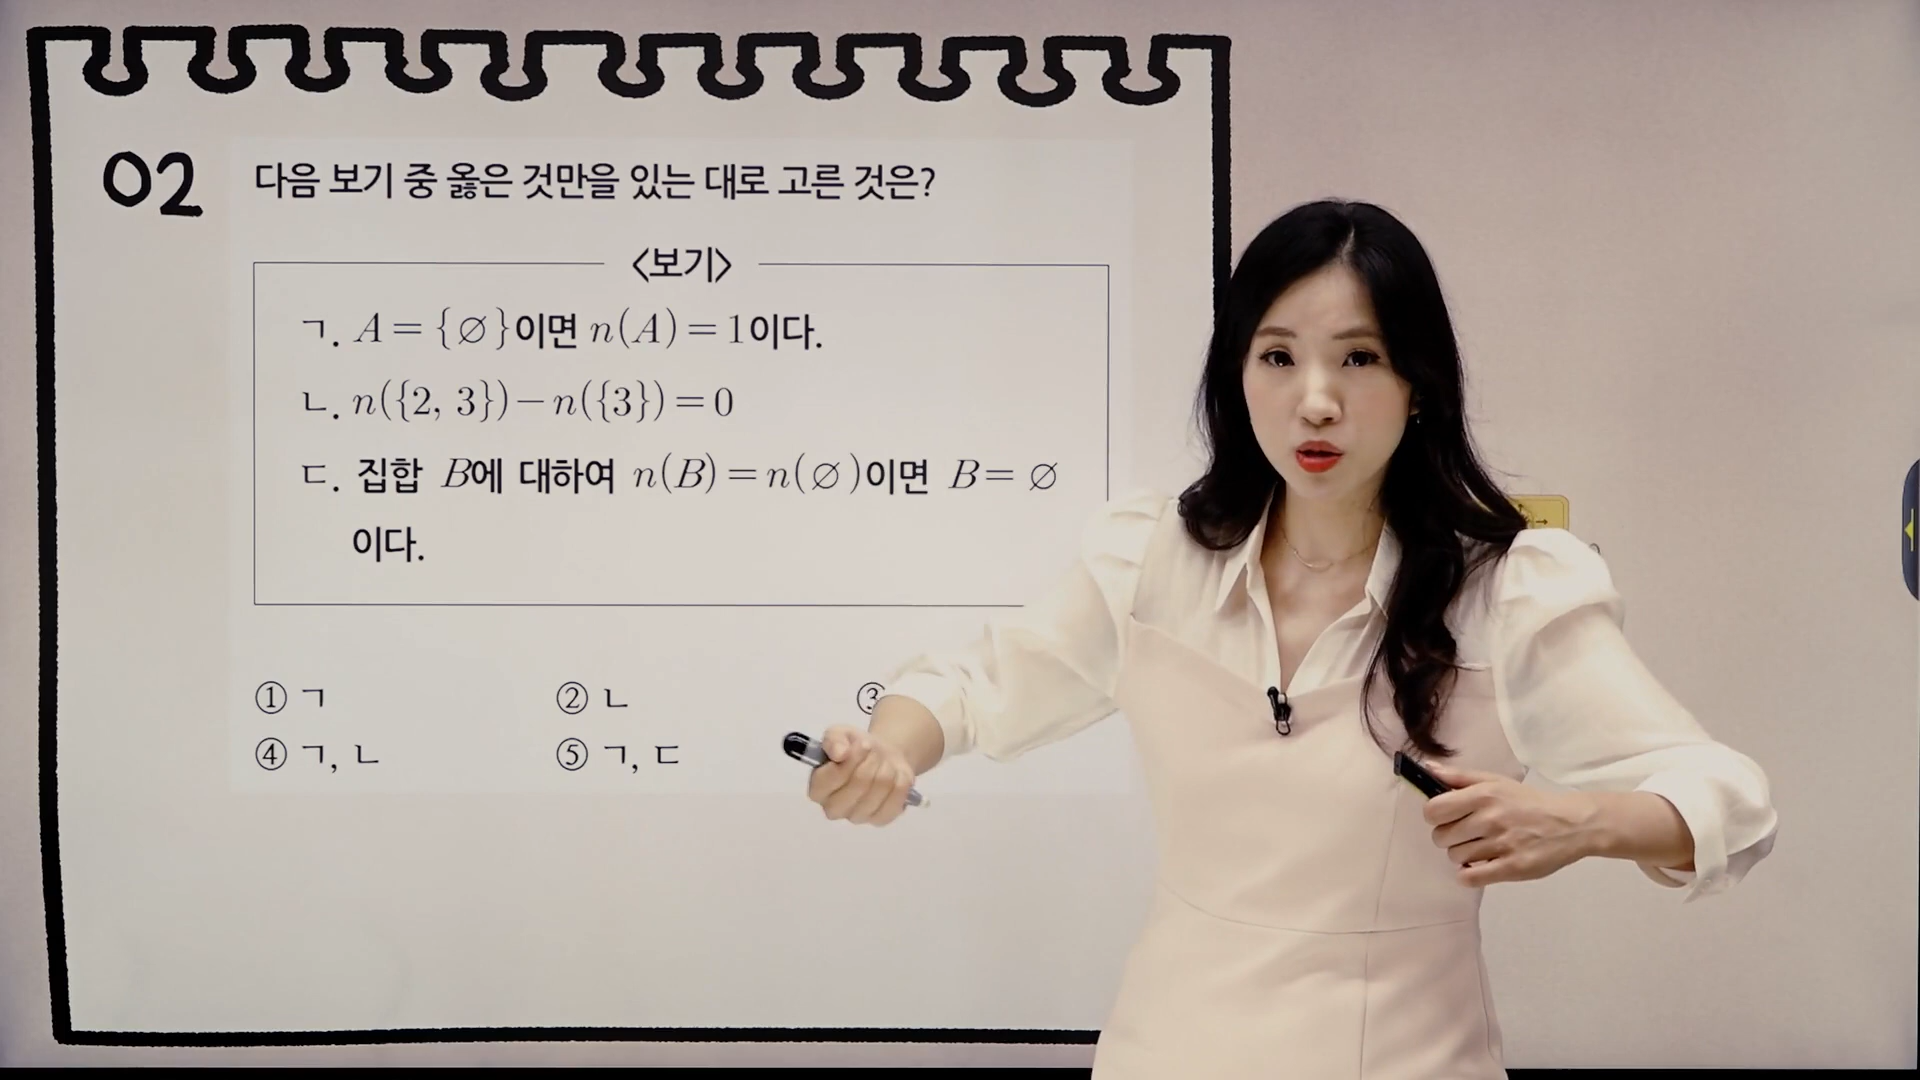 02 다음 보기 중 옳은 것만을 있는 대로 고른 것은?
<보기>
ㄱ. A = {∅}이면 n(A) = 1이다.
ㄴ. n({2, 3}) − n({3}) = 0
ㄷ. 집합 B에 대하여 n(B) = n(∅)이면 B = ∅
이다.
① ㄱ ② ㄴ ③
④ ㄱ, ㄴ ⑤ ㄱ, ㄷ